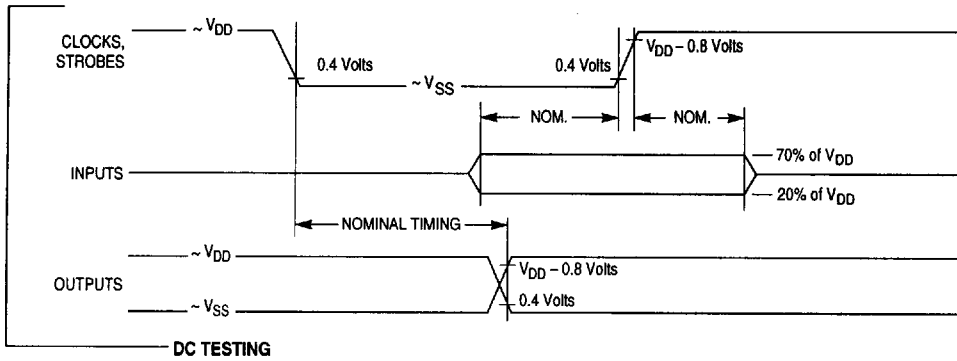 CLOCKS,
STROBES
~ VDD
0.4 Volts
~ VSS
0.4 Volts
VDD – 0.8 Volts
NOM.
NOM.
INPUTS
70% of VDD
20% of VDD
NOMINAL TIMING
OUTPUTS
~ VDD
VDD – 0.8 Volts
~ VSS
0.4 Volts
DC TESTING